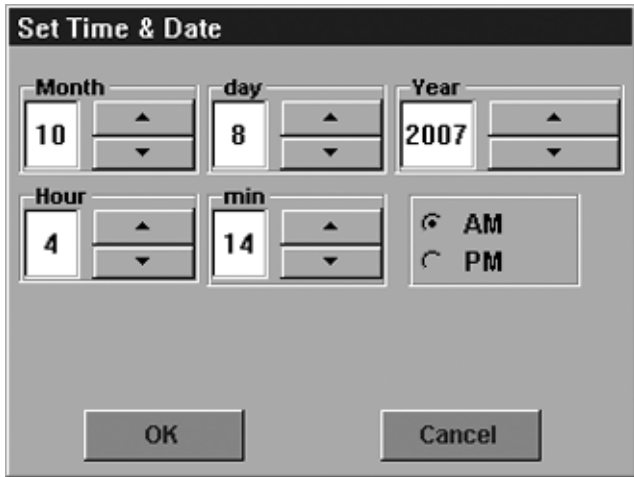 Set Time & Date
Month day Year
10 8 2007
Hour min
4 14 AM
PM
OK Cancel